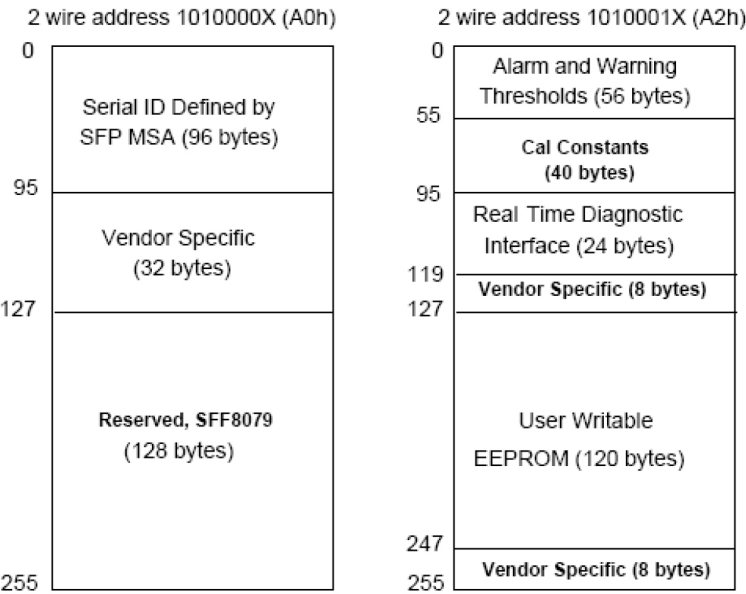 2 wire address 1010000X (A0h)
0
Serial ID Defined by
SFP MSA (96 bytes)
95
Vendor Specific
(32 bytes)
127
Reserved, SFF8079
(128 bytes)
255
2 wire address 1010001X (A2h)
0
Alarm and Warning
Thresholds (56 bytes)
55
Cal Constants
(40 bytes)
95
Real Time Diagnostic
Interface (24 bytes)
119
Vendor Specific (8 bytes)
127
User Writable
EEPROM (120 bytes)
247
Vendor Specific (8 bytes)
255